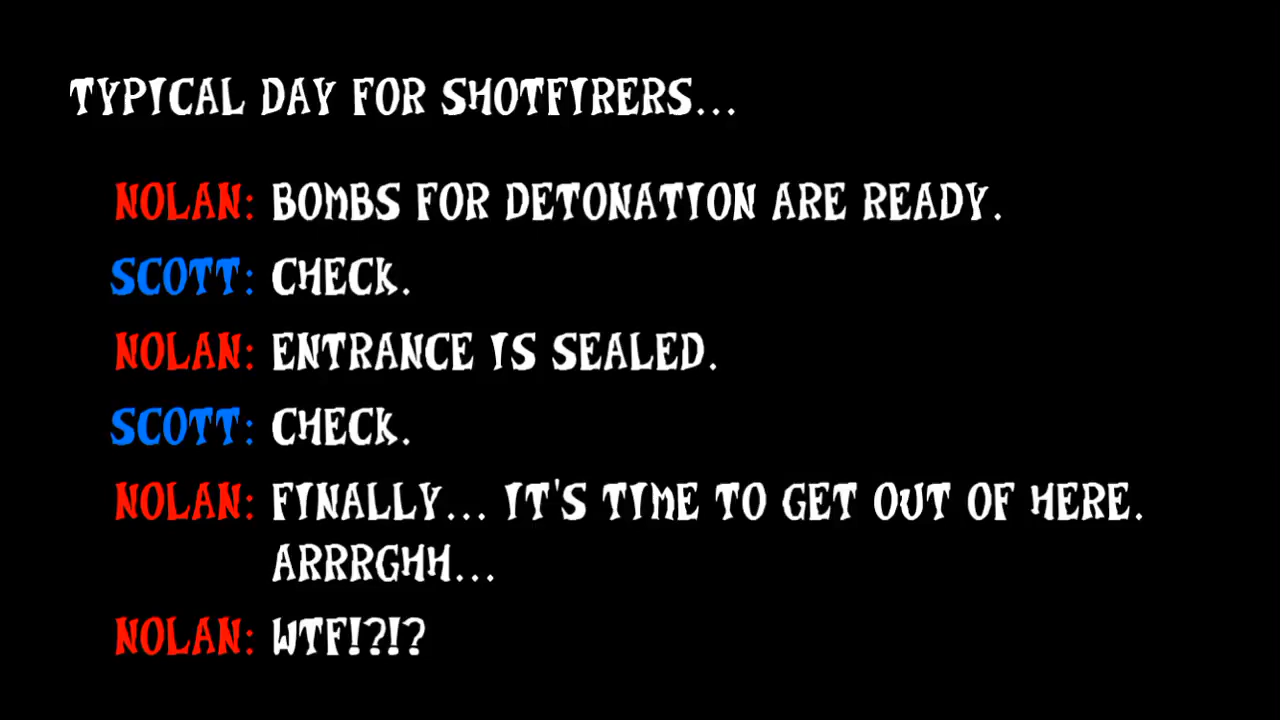 TYPICAL DAY FOR SHOTFIRERS...
NOLAN: BOMBS FOR DETONATION ARE READY.
SCOTT: CHECK.
NOLAN: ENTRANCE IS SEALED.
SCOTT: CHECK.
NOLAN: FINALLY... IT'S TIME TO GET OUT OF HERE.
ARRRGHH...
NOLAN: WTF!?!?